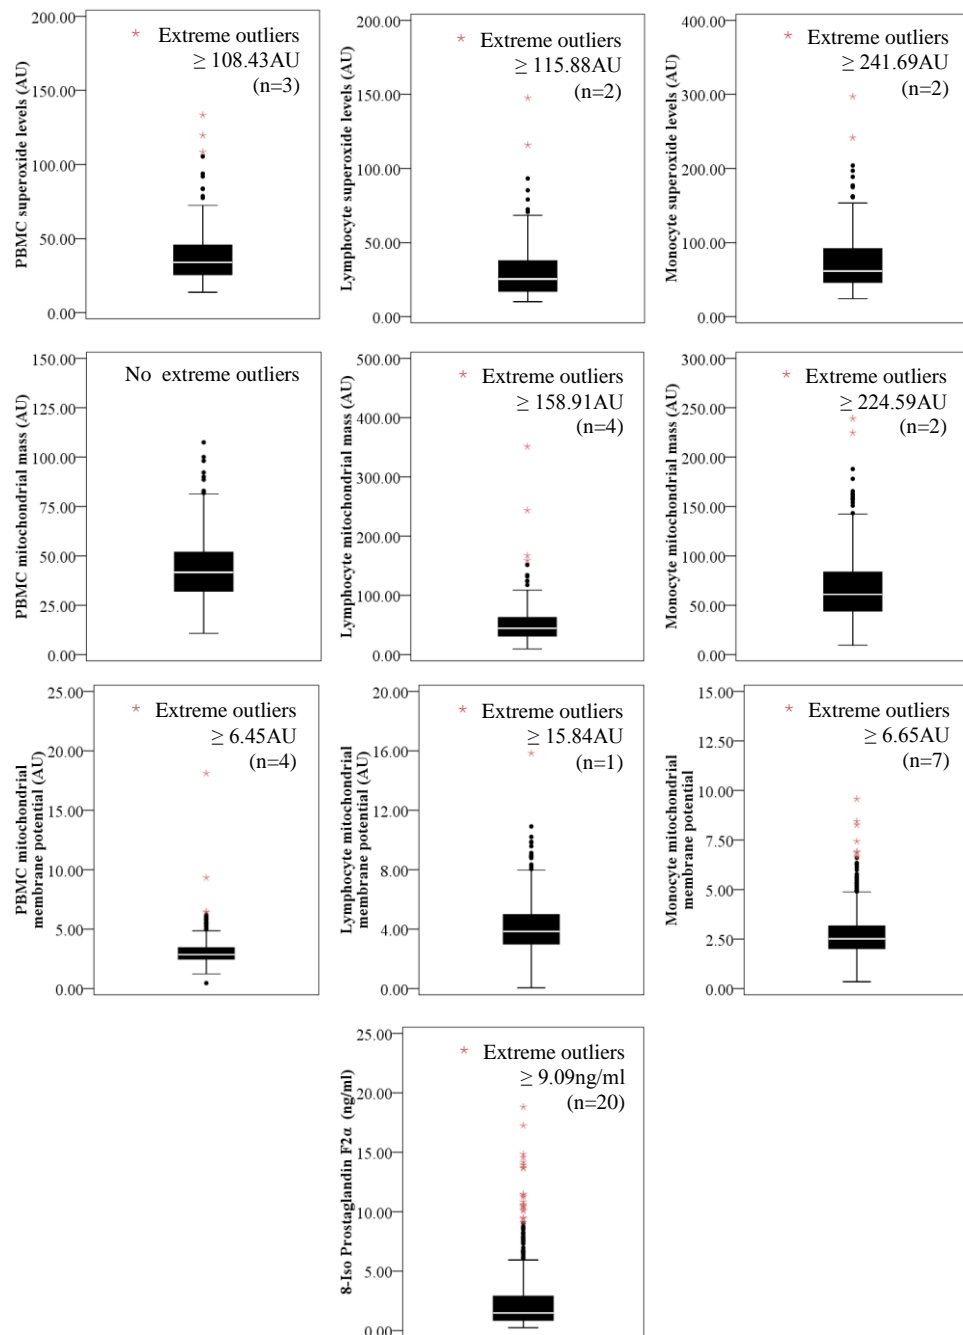 PBMC superoxide levels (AU)
200.00
150.00
100.00
50.00
0.00
* Extreme outliers
≥ 108.43AU
(n=3)
Lymphocyte superoxide levels (AU)
200.00
150.00
100.00
50.00
0.00
* Extreme outliers
≥ 115.88AU
(n=2)
Monocyte superoxide levels (AU)
400.00
300.00
200.00
100.00
0.00
* Extreme outliers
≥ 241.69AU
(n=2)
PBMC mitochondrial mass (AU)
150.00
125.00
100.00
75.00
50.00
25.00
0.00
No extreme outliers
Lymphocyte mitochondrial mass (AU)
500.00
400.00
300.00
200.00
100.00
0.00
* Extreme outliers
≥ 158.91AU
(n=4)
Monocyte mitochondrial mass (AU)
300.00
250.00
200.00
150.00
100.00
50.00
0.00
* Extreme outliers
≥ 224.59AU
(n=2)
PBMC mitochondrial
membrane potential (AU)
25.00
20.00
15.00
10.00
5.00
0.00
* Extreme outliers
≥ 6.45AU
(n=4)
Lymphocyte mitochondrial
membrane potential (AU)
20.00
16.00
12.00
8.00
4.00
0.00
* Extreme outliers
≥ 15.84AU
(n=1)
Monocyte mitochondrial
membrane potential
15.00
12.50
10.00
7.50
5.00
2.50
0.00
* Extreme outliers
≥ 6.65AU
(n=7)
8-Iso Prostaglandin F2α (ng/ml)
25.00
20.00
15.00
10.00
5.00
0.00
* Extreme outliers
≥ 9.09ng/ml
(n=20)